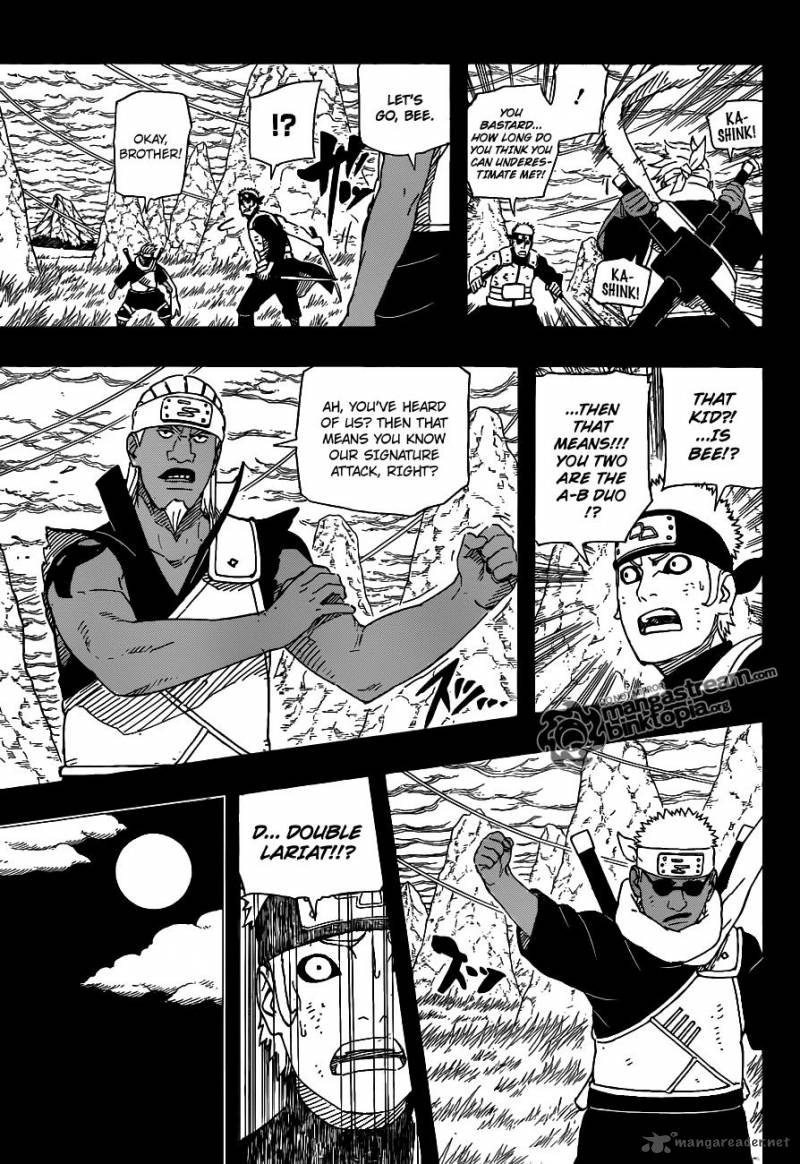 !
YOU
BASTARD...
HOW LONG DO
YOU THINK YOU
CAN UNDERES-
TIMATE ME?!
KA-
SHINK!
KA-
SHINK!
LET'S
GO, BEE.
!?
OKAY,
BROTHER!
THAT
KID?!
...IS
BEE!?
...THEN
THAT
MEANS!!!
YOU TWO
ARE THE
A-B DUO
!?
AH, YOU'VE HEARD
OF US? THEN THAT
MEANS YOU KNOW
OUR SIGNATURE
ATTACK, RIGHT?
mangastream.com
binktopia.org
D... DOUBLE
LARIAT!!?
mangareader.net